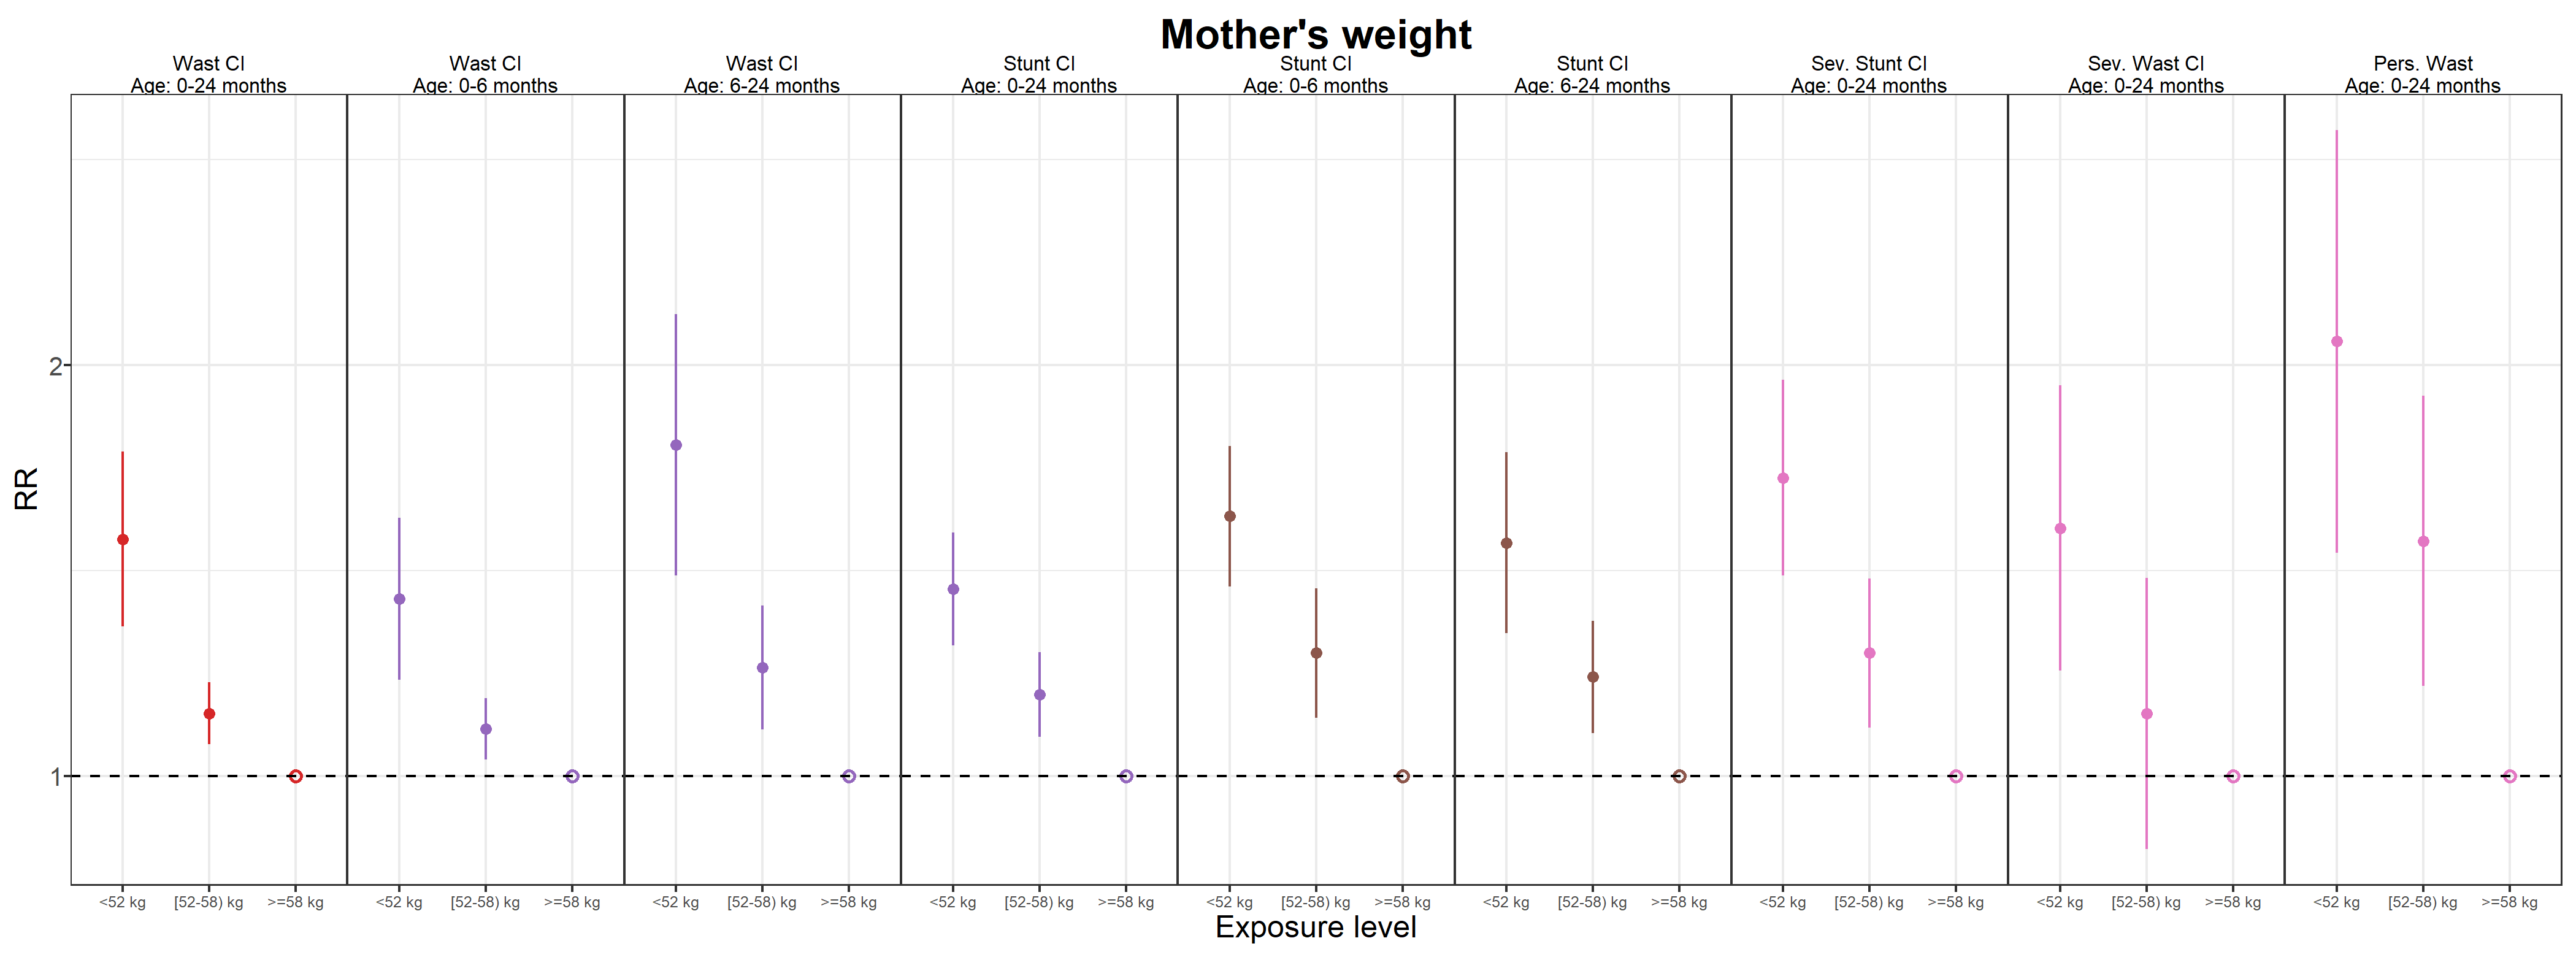 Mother's weight
Wast CI Wast CI Wast CI Stunt CI Stunt CI Stunt CI Sev. Stunt CI Sev. Wast CI Pers. Wast
Age: 0-24 months Age: 0-6 months Age: 6-24 months Age: 0-24 months Age: 0-6 months Age: 6-24 months Age: 0-24 months Age: 0-24 months Age: 0-24 months
2
RR
1
<52 kg [52-58) kg >=58 kg <52 kg [52-58) kg >=58 kg <52 kg [52-58) kg >=58 kg <52 kg [52-58) kg >=58 kg <52 kg [52-58) kg >=58 kg <52 kg [52-58) kg >=58 kg <52 kg [52-58) kg >=58 kg <52 kg [52-58) kg >=58 kg <52 kg [52-58) kg >=58 kg
Exposure level